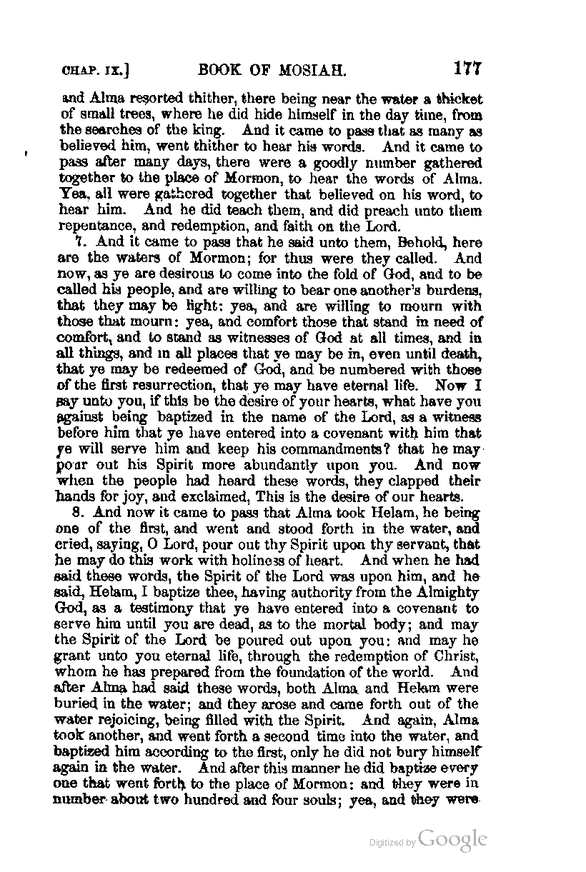 CHAP. IX.] BOOK OF MOSIAH. 177
and Alma resorted thither, there being near the water a thicket
of small trees, where he did hide himself in the day time, from
the searches of the king. And it came to pass that as many as
believed him, went thither to hear his words. And it came to
pass after many days, there were a goodly number gathered
together to the place of Mormon, to hear the words of Alma.
Yea, all were gathered together that believed on his word, to
hear him. And he did teach them, and did preach unto them
repentance, and redemption, and faith on the Lord.
7. And it came to pass that he said unto them, Behold, here
are the waters of Mormon; for thus were they called. And
now, as ye are desirous to come into the fold of God, and to be
called his people, and are willing to bear one another's burdens,
that they may be light: yea, and are willing to mourn with
those that mourn: yea, and comfort those that stand in need of
comfort, and to stand as witnesses of God at all times, and in
all things, and in all places that ye may be in, even until death,
that ye may be redeemed of God, and be numbered with those
of the first resurrection, that ye may have eternal life. Now I
say unto you, if this be the desire of your hearts, what have you
against being baptized in the name of the Lord, as a witness
before him that ye have entered into a covenant with him that
ye will serve him and keep his commandments? that he may
pour out his Spirit more abundantly upon you. And now
when the people had heard these words, they clapped their
hands for joy, and exclaimed, This is the desire of our hearts.
8. And now it came to pass that Alma took Helam, he being
one of the first, and went and stood forth in the water, and
cried, saying, O Lord, pour out thy Spirit upon thy servant, that
he may do this work with holiness of heart. And when he had
said these words, the Spirit of the Lord was upon him, and he
said, Helam, I baptize thee, having authority from the Almighty
God, as a testimony that ye have entered into a covenant to
serve him until you are dead, as to the mortal body; and may
the Spirit of the Lord be poured out upon you: and may he
grant unto you eternal life, through the redemption of Christ,
whom he has prepared from the foundation of the world. And
after Alma had said these words, both Alma and Helam were
buried in the water; and they arose and came forth out of the
water rejoicing, being filled with the Spirit. And again, Alma
took another, and went forth a second time into the water, and
baptized him according to the first, only he did not bury himself
again in the water. And after this manner he did baptize every
one that went forth to the place of Mormon: and they were in
number about two hundred and four souls; yea, and they were
Digitized by Google